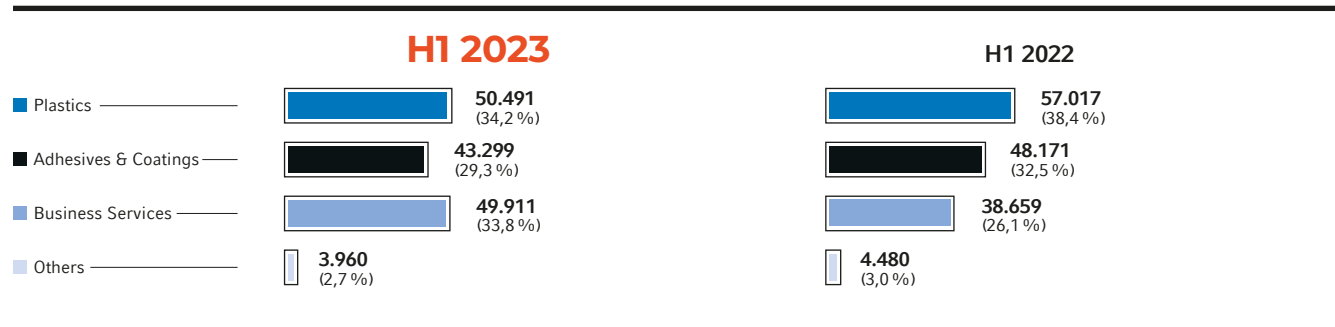 H1 2023
H1 2022
Plastics
50.491
(34,2 %)
57.017
(38,4 %)
Adhesives & Coatings
43.299
(29,3 %)
48.171
(32,5 %)
Business Services
49.911
(33,8 %)
38.659
(26,1 %)
Others
3.960
(2,7 %)
4.480
(3,0 %)